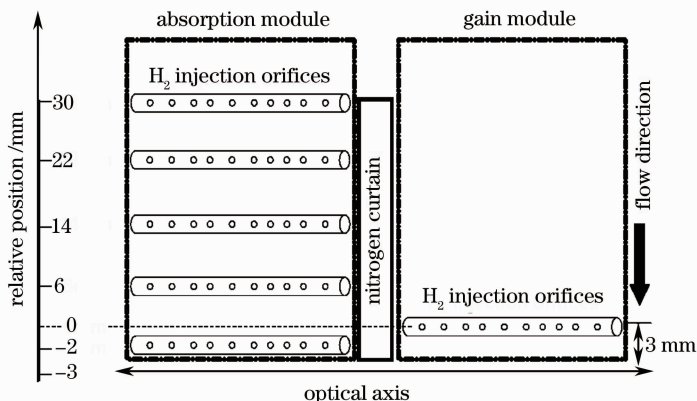 absorption module
gain module
H₂ injection orifices
relative position /mm
30
22
14
6
0
-2
-3
nitrogen curtain
flow direction
H₂ injection orifices
3 mm
optical axis